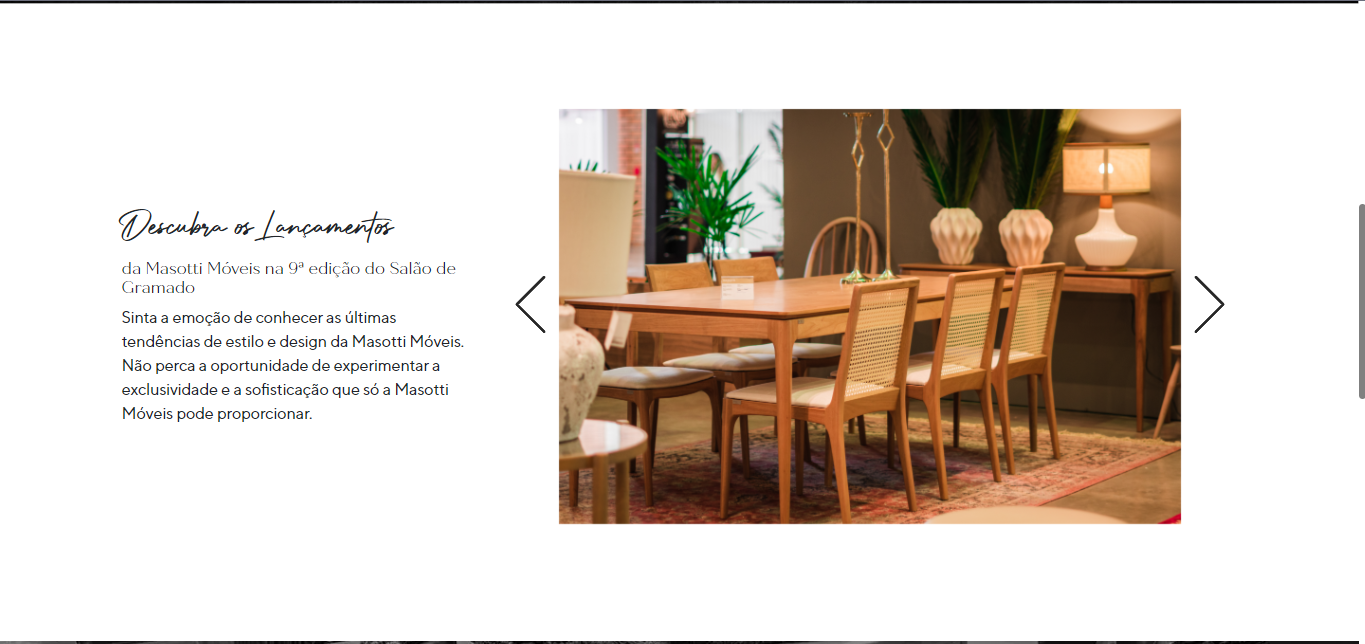 Descubra os Lançamentos
da Masotti Móveis na 9ª edição do Salão de
Gramado
Sinta a emoção de conhecer as últimas
tendências de estilo e design da Masotti Móveis.
Não perca a oportunidade de experimentar a
exclusividade e a sofisticação que só a Masotti
Móveis pode proporcionar.